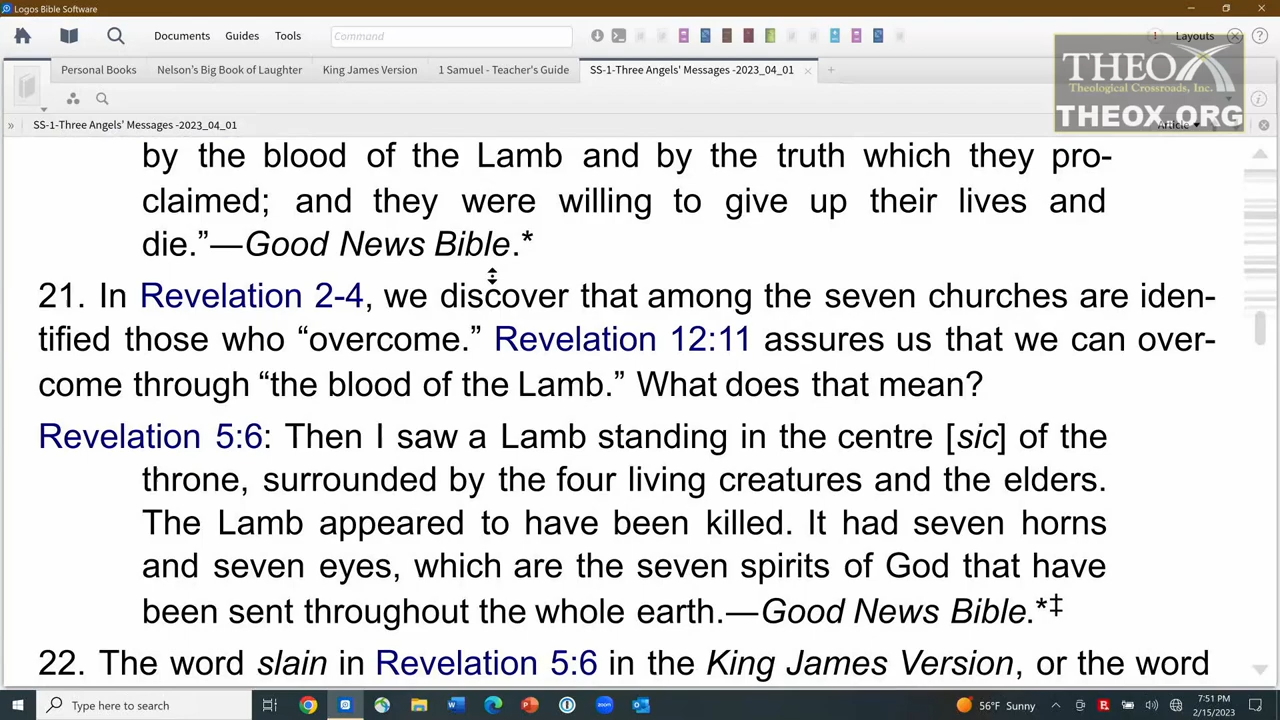 Logos Bible Software
Documents Guides Tools Command Layouts
Personal Books Nelson's Big Book of Laughter King James Versi 1 Samuel - Teacher's Guide SS-1-Three Angels' Messages -2023_04_01
THEOX
Theological Crossroads, Inc.
THEOX.ORG
SS-1-Three Angels' Messages -2023_04_01 Article
by the blood of the Lamb and by the truth which they pro-
claimed; and they were willing to give up their lives and
die.”—Good News Bible.*
21. In Revelation 2-4, we discover that among the seven churches are iden-
tified those who “overcome.” Revelation 12:11 assures us that we can over-
come through “the blood of the Lamb.” What does that mean?
Revelation 5:6: Then I saw a Lamb standing in the centre [sic] of the
throne, surrounded by the four living creatures and the elders.
The Lamb appeared to have been killed. It had seven horns
and seven eyes, which are the seven spirits of God that have
been sent throughout the whole earth.—Good News Bible.*‡
22. The word slain in Revelation 5:6 in the King James Version, or the word
Type here to search
56°F Sunny
7:51 PM
2/15/2023